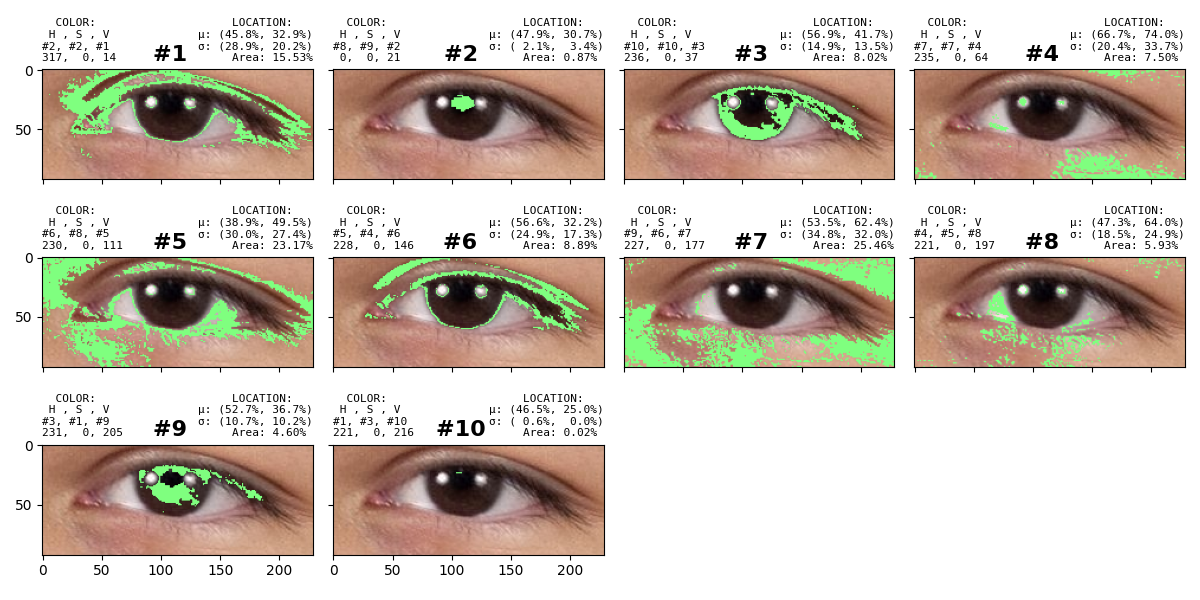 COLOR: LOCATION:
H , S , V μ: (45.8%, 32.9%)
#2, #2, #1 #1 σ: (28.9%, 20.2%)
317, 0, 14 Area: 15.53%
COLOR: LOCATION:
H , S , V μ: (47.9%, 30.7%)
#8, #9, #2 #2 σ: ( 2.1%, 3.4%)
0, 0, 21 Area: 0.87%
COLOR: LOCATION:
H , S , V μ: (56.9%, 41.7%)
#10, #10, #3 #3 σ: (14.9%, 13.5%)
236, 0, 37 Area: 8.02%
COLOR: LOCATION:
H , S , V μ: (66.7%, 74.0%)
#7, #7, #4 #4 σ: (20.4%, 33.7%)
235, 0, 64 Area: 7.50%
0
50
COLOR: LOCATION:
H , S , V μ: (38.9%, 49.5%)
#6, #8, #5 #5 σ: (30.0%, 27.4%)
230, 0, 111 Area: 23.17%
COLOR: LOCATION:
H , S , V μ: (56.6%, 32.2%)
#5, #4, #6 #6 σ: (24.9%, 17.3%)
228, 0, 146 Area: 8.89%
COLOR: LOCATION:
H , S , V μ: (53.5%, 62.4%)
#9, #6, #7 #7 σ: (34.8%, 32.0%)
227, 0, 177 Area: 25.46%
COLOR: LOCATION:
H , S , V μ: (47.3%, 64.0%)
#4, #5, #8 #8 σ: (18.5%, 24.9%)
221, 0, 197 Area: 5.93%
0
50
COLOR: LOCATION:
H , S , V μ: (52.7%, 36.7%)
#3, #1, #9 #9 σ: (10.7%, 10.2%)
231, 0, 205 Area: 4.60%
COLOR: LOCATION:
H , S , V μ: (46.5%, 25.0%)
#1, #3, #10 #10 σ: ( 0.6%, 0.0%)
221, 0, 216 Area: 0.02%
0
50
0 50 100 150 200
0 50 100 150 200